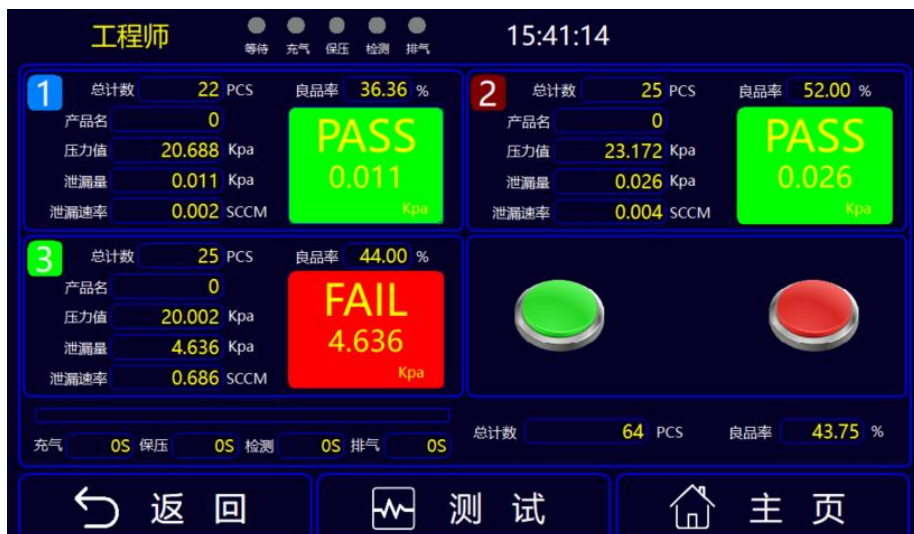 工程师 等待 充气 保压 检测 排气 15:41:14
1 总计数 22 PCS 良品率 36.36 %
产品名 0
压力值 20.688 Kpa
泄漏量 0.011 Kpa
泄漏速率 0.002 SCCM
PASS
0.011
Kpa
2 总计数 25 PCS 良品率 52.00 %
产品名 0
压力值 23.172 Kpa
泄漏量 0.026 Kpa
泄漏速率 0.004 SCCM
PASS
0.026
Kpa
3 总计数 25 PCS 良品率 44.00 %
产品名 0
压力值 20.002 Kpa
泄漏量 4.636 Kpa
泄漏速率 0.686 SCCM
FAIL
4.636
Kpa
充气 0S 保压 0S 检测 0S 排气 0S
总计数 64 PCS 良品率 43.75 %
返回 测试 主页